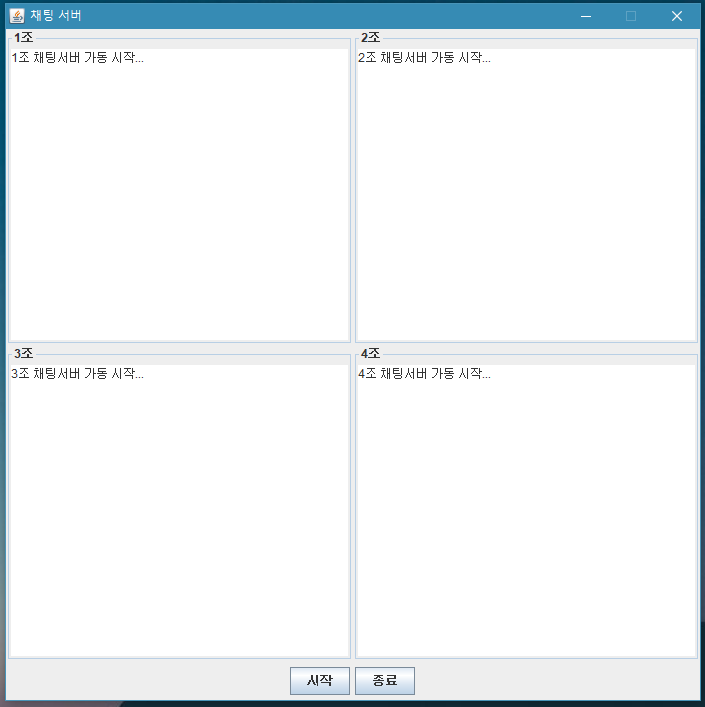 채팅 서버
1조
2조
1조 채팅서버 가동 시작...
2조 채팅서버 가동 시작...
3조
4조
3조 채팅서버 가동 시작...
4조 채팅서버 가동 시작...
시작
종료